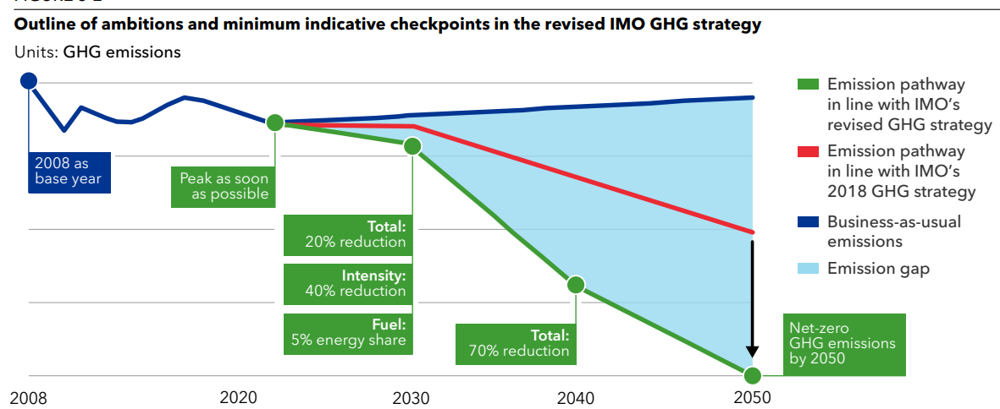 Outline of ambitions and minimum indicative checkpoints in the revised IMO GHG strategy
Units: GHG emissions
2008 as
base year
Peak as soon
as possible
Total:
20% reduction
Intensity:
40% reduction
Fuel:
5% energy share
Total:
70% reduction
Net-zero
GHG emissions
by 2050
Emission pathway
in line with IMO's
revised GHG strategy
Emission pathway
in line with IMO's
2018 GHG strategy
Business-as-usual
emissions
Emission gap
2008
2020
2030
2040
2050